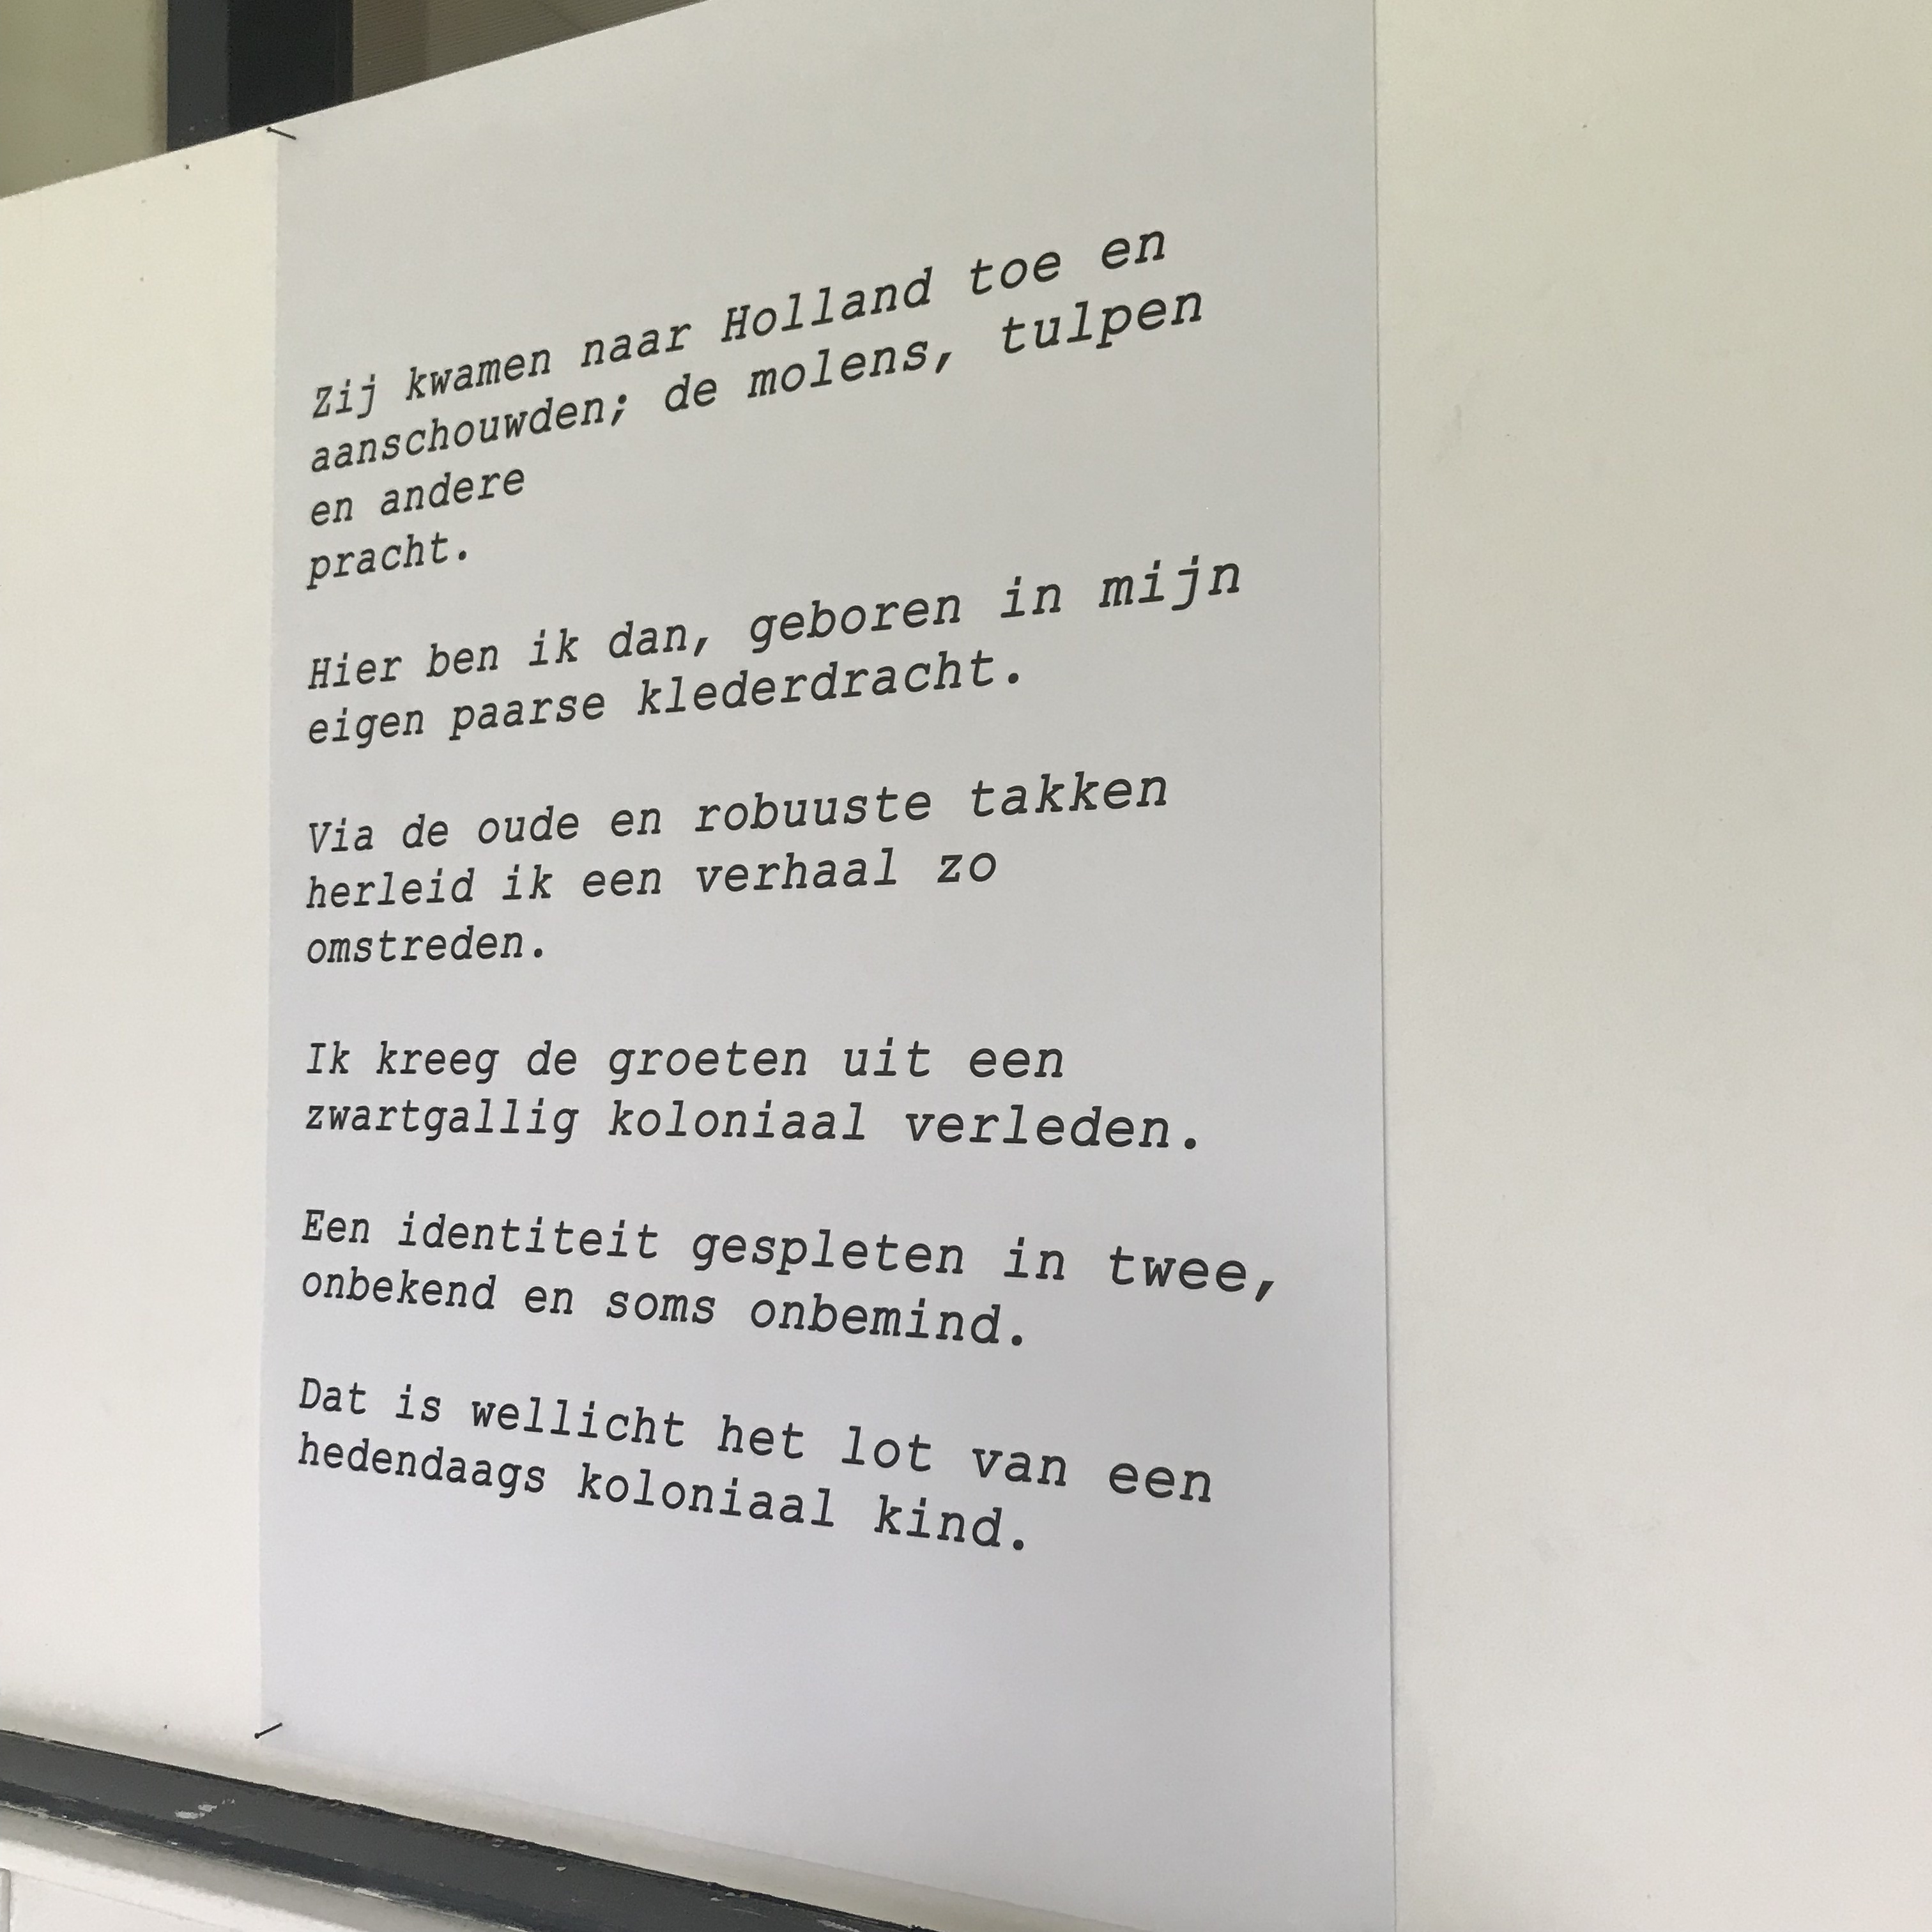 Zij kwamen naar Holland toe en
aanschouwden; de molens, tulpen
en andere
pracht.
Hier ben ik dan, geboren in mijn
eigen paarse klederdracht.
Via de oude en robuuste takken
herleid ik een verhaal zo
omstreden.
Ik kreeg de groeten uit een
zwartgallig koloniaal verleden.
Een identiteit gespleten in twee,
onbekend en soms onbemind.
Dat is wellicht het lot van een
hedendaags koloniaal kind.